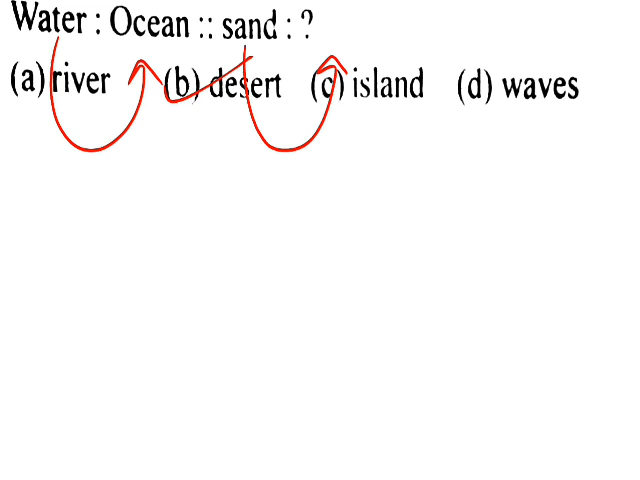 Water : Ocean :: sand : ?
(a) river (b) desert (c) island (d) waves